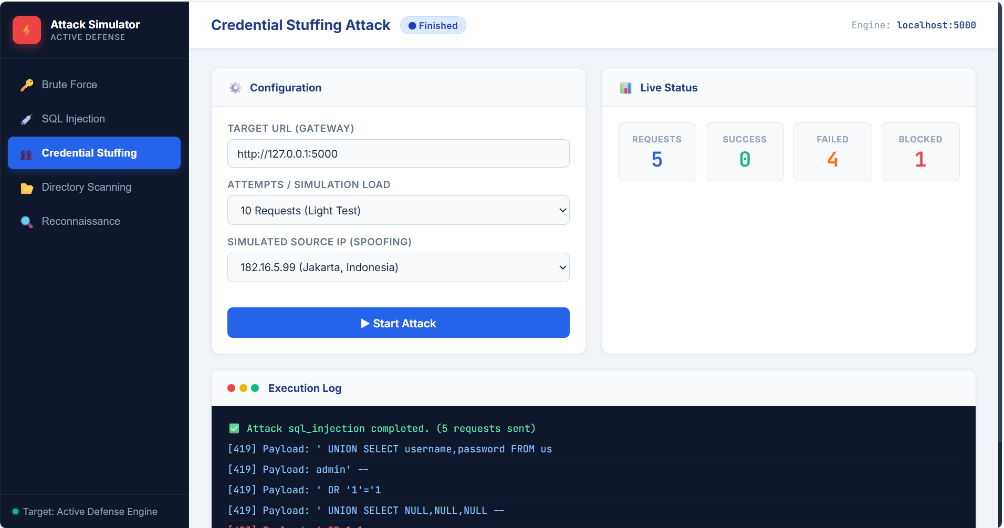 Attack Simulator
ACTIVE DEFENSE
Brute Force
SQL Injection
Credential Stuffing
Directory Scanning
Reconnaissance
Target: Active Defense Engine
Credential Stuffing Attack
Finished
Engine: localhost:5000
Configuration
TARGET URL (GATEWAY)
http://127.0.0.1:5000
ATTEMPTS / SIMULATION LOAD
10 Requests (Light Test)
SIMULATED SOURCE IP (SPOOFING)
182.16.5.99 (Jakarta, Indonesia)
▶ Start Attack
Live Status
REQUESTS
5
SUCCESS
0
FAILED
4
BLOCKED
1
Execution Log
✅ Attack sql_injection completed. (5 requests sent)
[419] Payload: ' UNION SELECT username,password FROM us
[419] Payload: admin' --
[419] Payload: ' OR '1'='1
[419] Payload: ' UNION SELECT NULL,NULL,NULL --